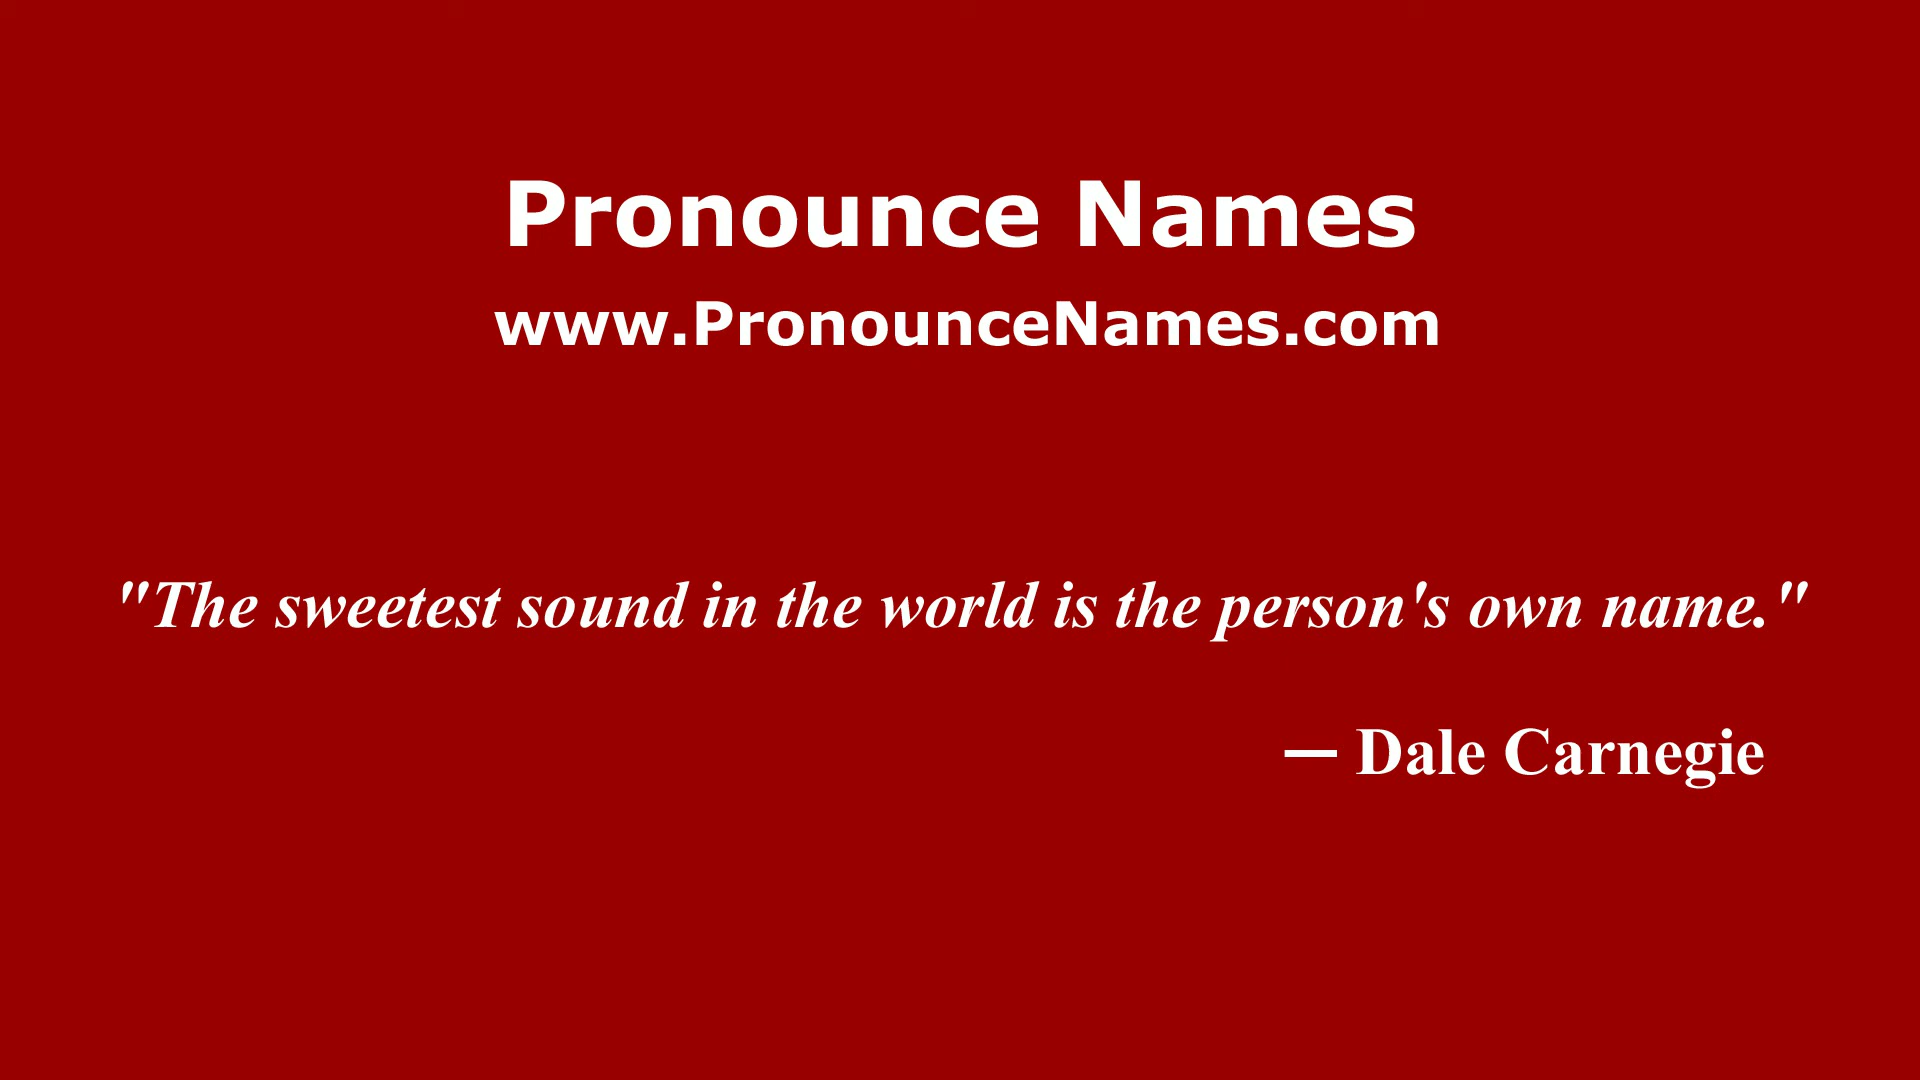 Pronounce Names
www.PronounceNames.com
"The sweetest sound in the world is the person's own name."
— Dale Carnegie